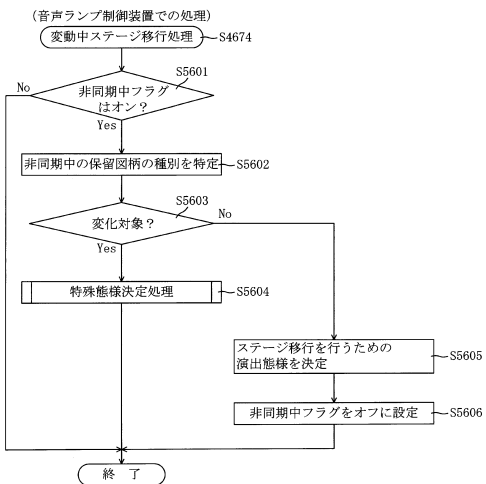 (音声ランプ制御装置での処理)
変動中ステージ移行処理
S4674
S5601
No
非同期中フラグ
はオン?
Yes
非同期中の保留図柄の種別を特定
S5602
S5603
変化対象?
No
Yes
特殊態様決定処理
S5604
ステージ移行を行うための
演出態様を決定
S5605
非同期中フラグをオフに設定
S5606
終 了